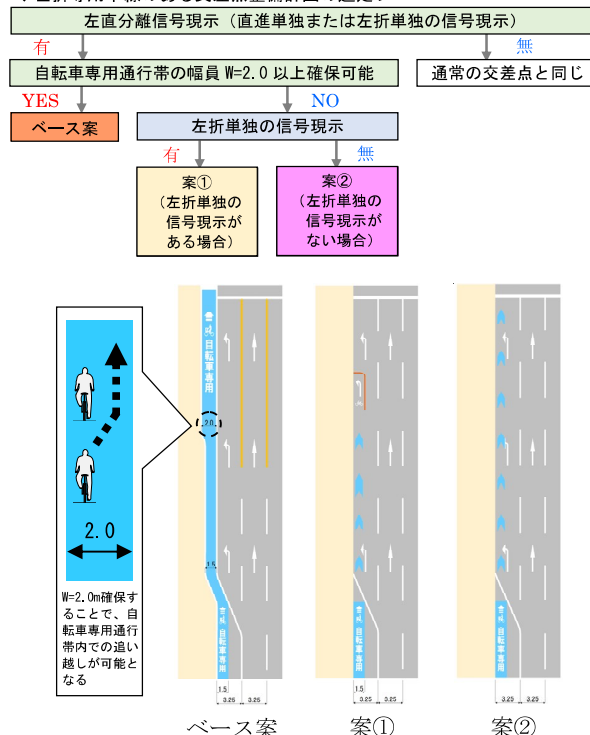 左直分離信号現示（直進単独または左折単独の信号現示）
有
無
自転車専用通行帯の幅員 W=2.0 以上確保可能
通常の交差点と同じ
YES
NO
ベース案
左折単独の信号現示
有
無
案①
（左折単独の
信号現示が
ある場合）
案②
（左折単独の
信号現示が
ない場合）
自転車専用
2.0
2.0
W=2.0m確保す
ることで、自
転車専用通行
帯内での追い
越しが可能と
なる
1.5
自転車専用
自転車専用
自転車専用
1.5
3.25
3.25
1.5
3.25
3.25
1.5
3.25
3.25
ベース案
案①
案②